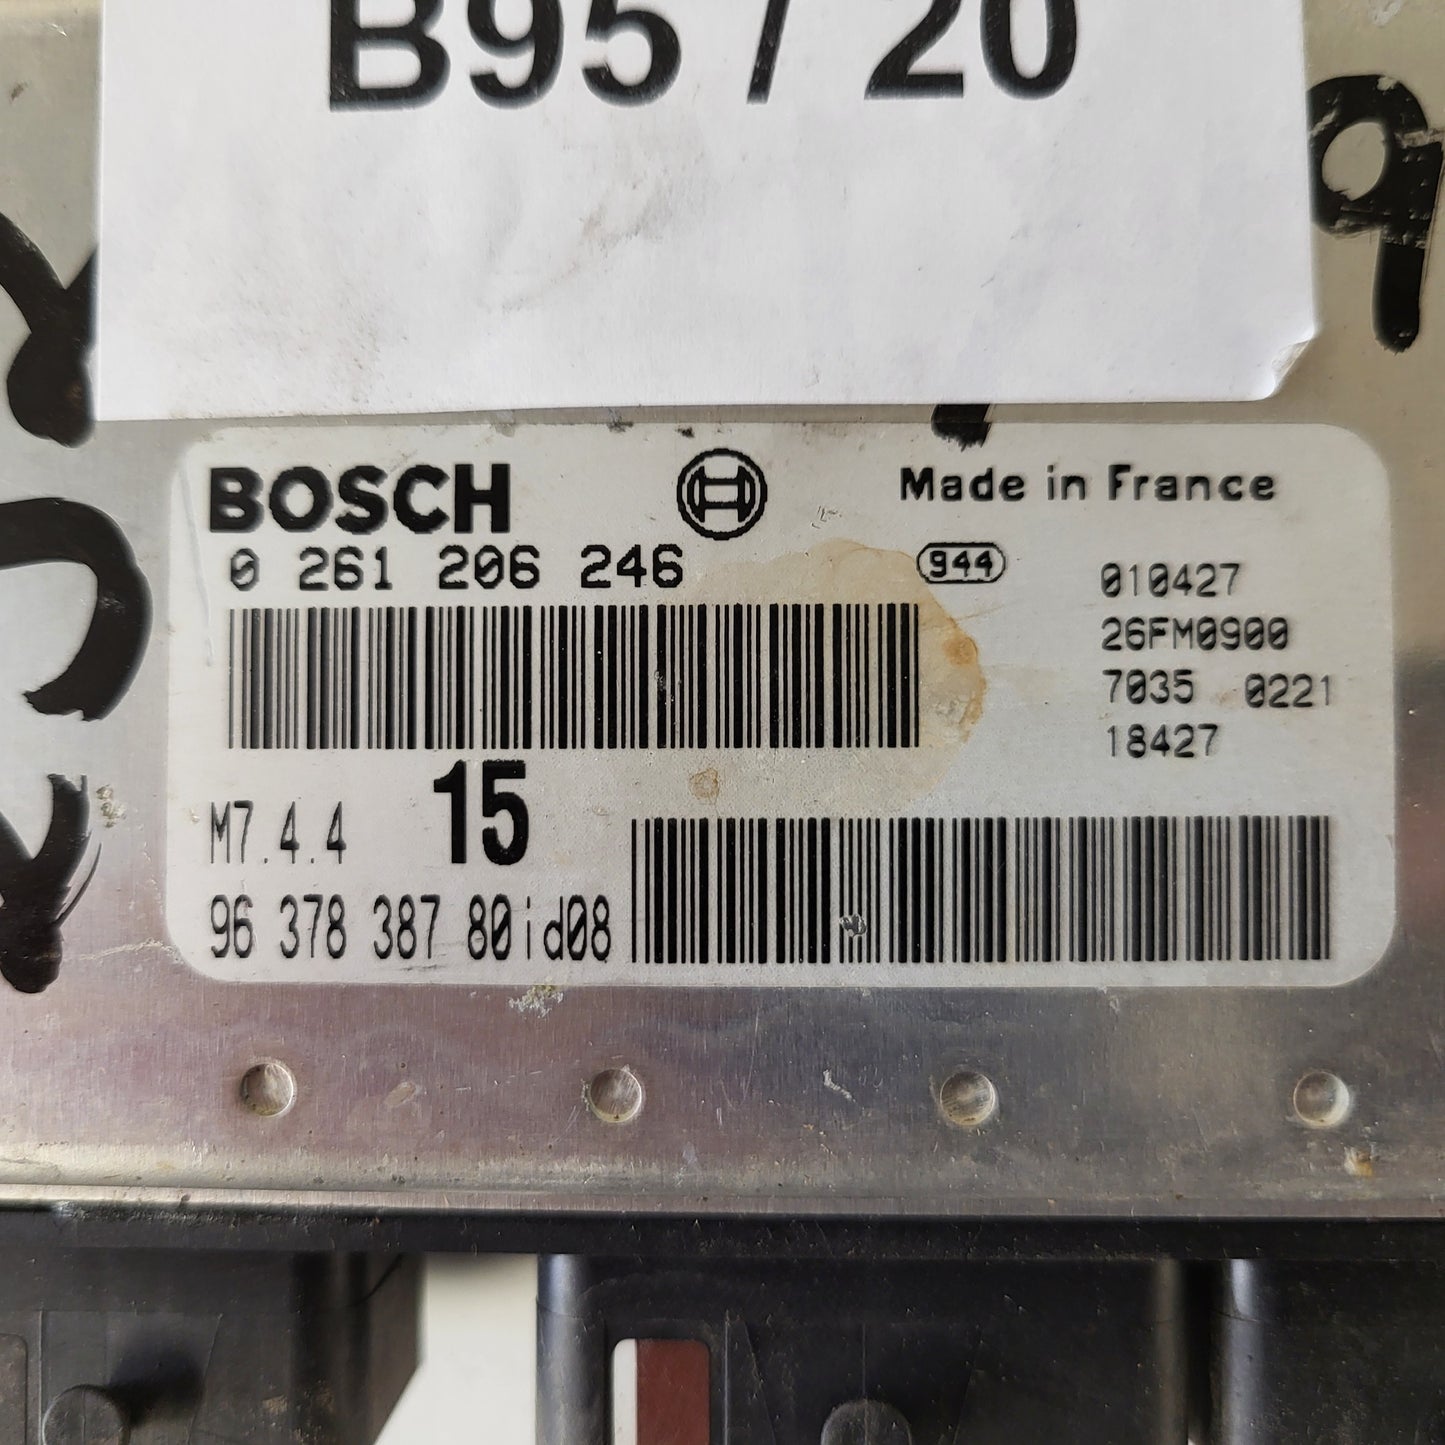 B95 / 20
9
BOSCH
Made in France
0 261 206 246
944
010427
26FM0900
7035 0221
18427
M7.4.4
15
96 378 387 80id08